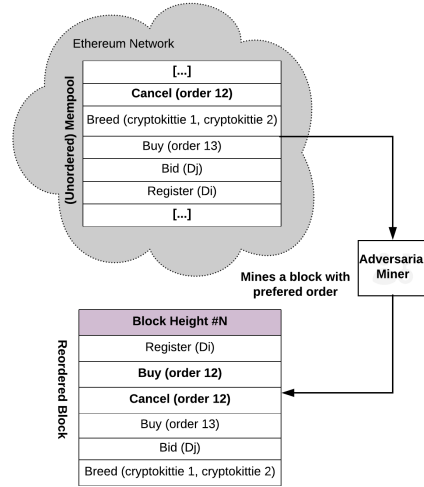 Ethereum Network
(Unordered) Mempool
[...]
Cancel (order 12)
Breed (cryptokittie 1, cryptokittie 2)
Buy (order 13)
Bid (Dj)
Register (Di)
[...]
Adversaria
Miner
Mines a block with
prefered order
Reordered Block
Block Height #N
Register (Di)
Buy (order 12)
Cancel (order 12)
Buy (order 13)
Bid (Dj)
Breed (cryptokittie 1, cryptokittie 2)